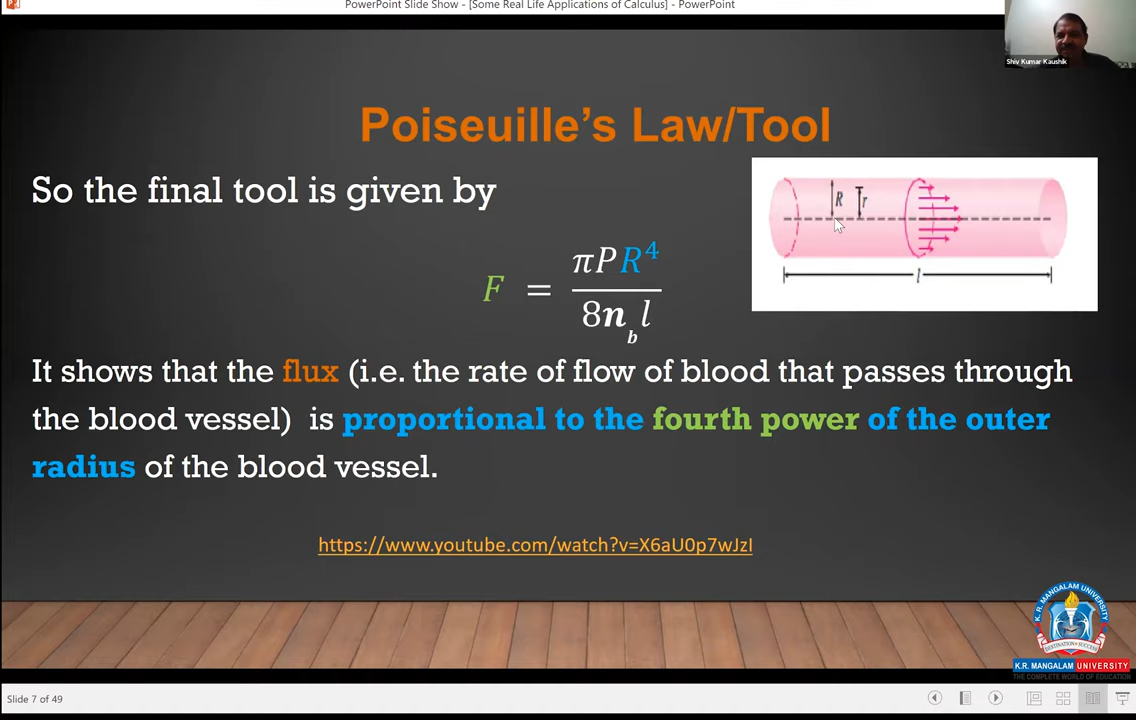 PowerPoint Slide Show - [Some Real Life Applications of Calculus] - PowerPoint
Shiv Kumar Kaushik
Poiseuille's Law/Tool
So the final tool is given by
R r
l
F = πPR⁴ / 8n_b l
It shows that the flux (i.e. the rate of flow of blood that passes through
the blood vessel) is proportional to the fourth power of the outer
radius of the blood vessel.
https://www.youtube.com/watch?v=X6aU0p7wJzI
K. R. MANGALAM UNIVERSITY
K.R. MANGALAM UNIVERSITY
THE COMPLETE WORLD OF EDUCATION
Slide 7 of 49